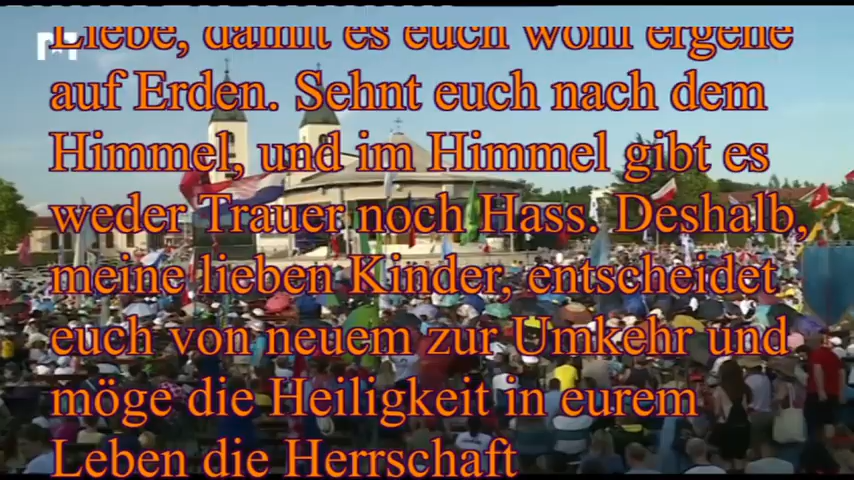 Liebe, damit es euch wohl ergehe
auf Erden. Sehnt euch nach dem
Himmel, und im Himmel gibt es
weder Trauer noch Hass. Deshalb,
meine lieben Kinder, entscheidet
euch von neuem zur Umkehr und
möge die Heiligkeit in eurem
Leben die Herrschaft